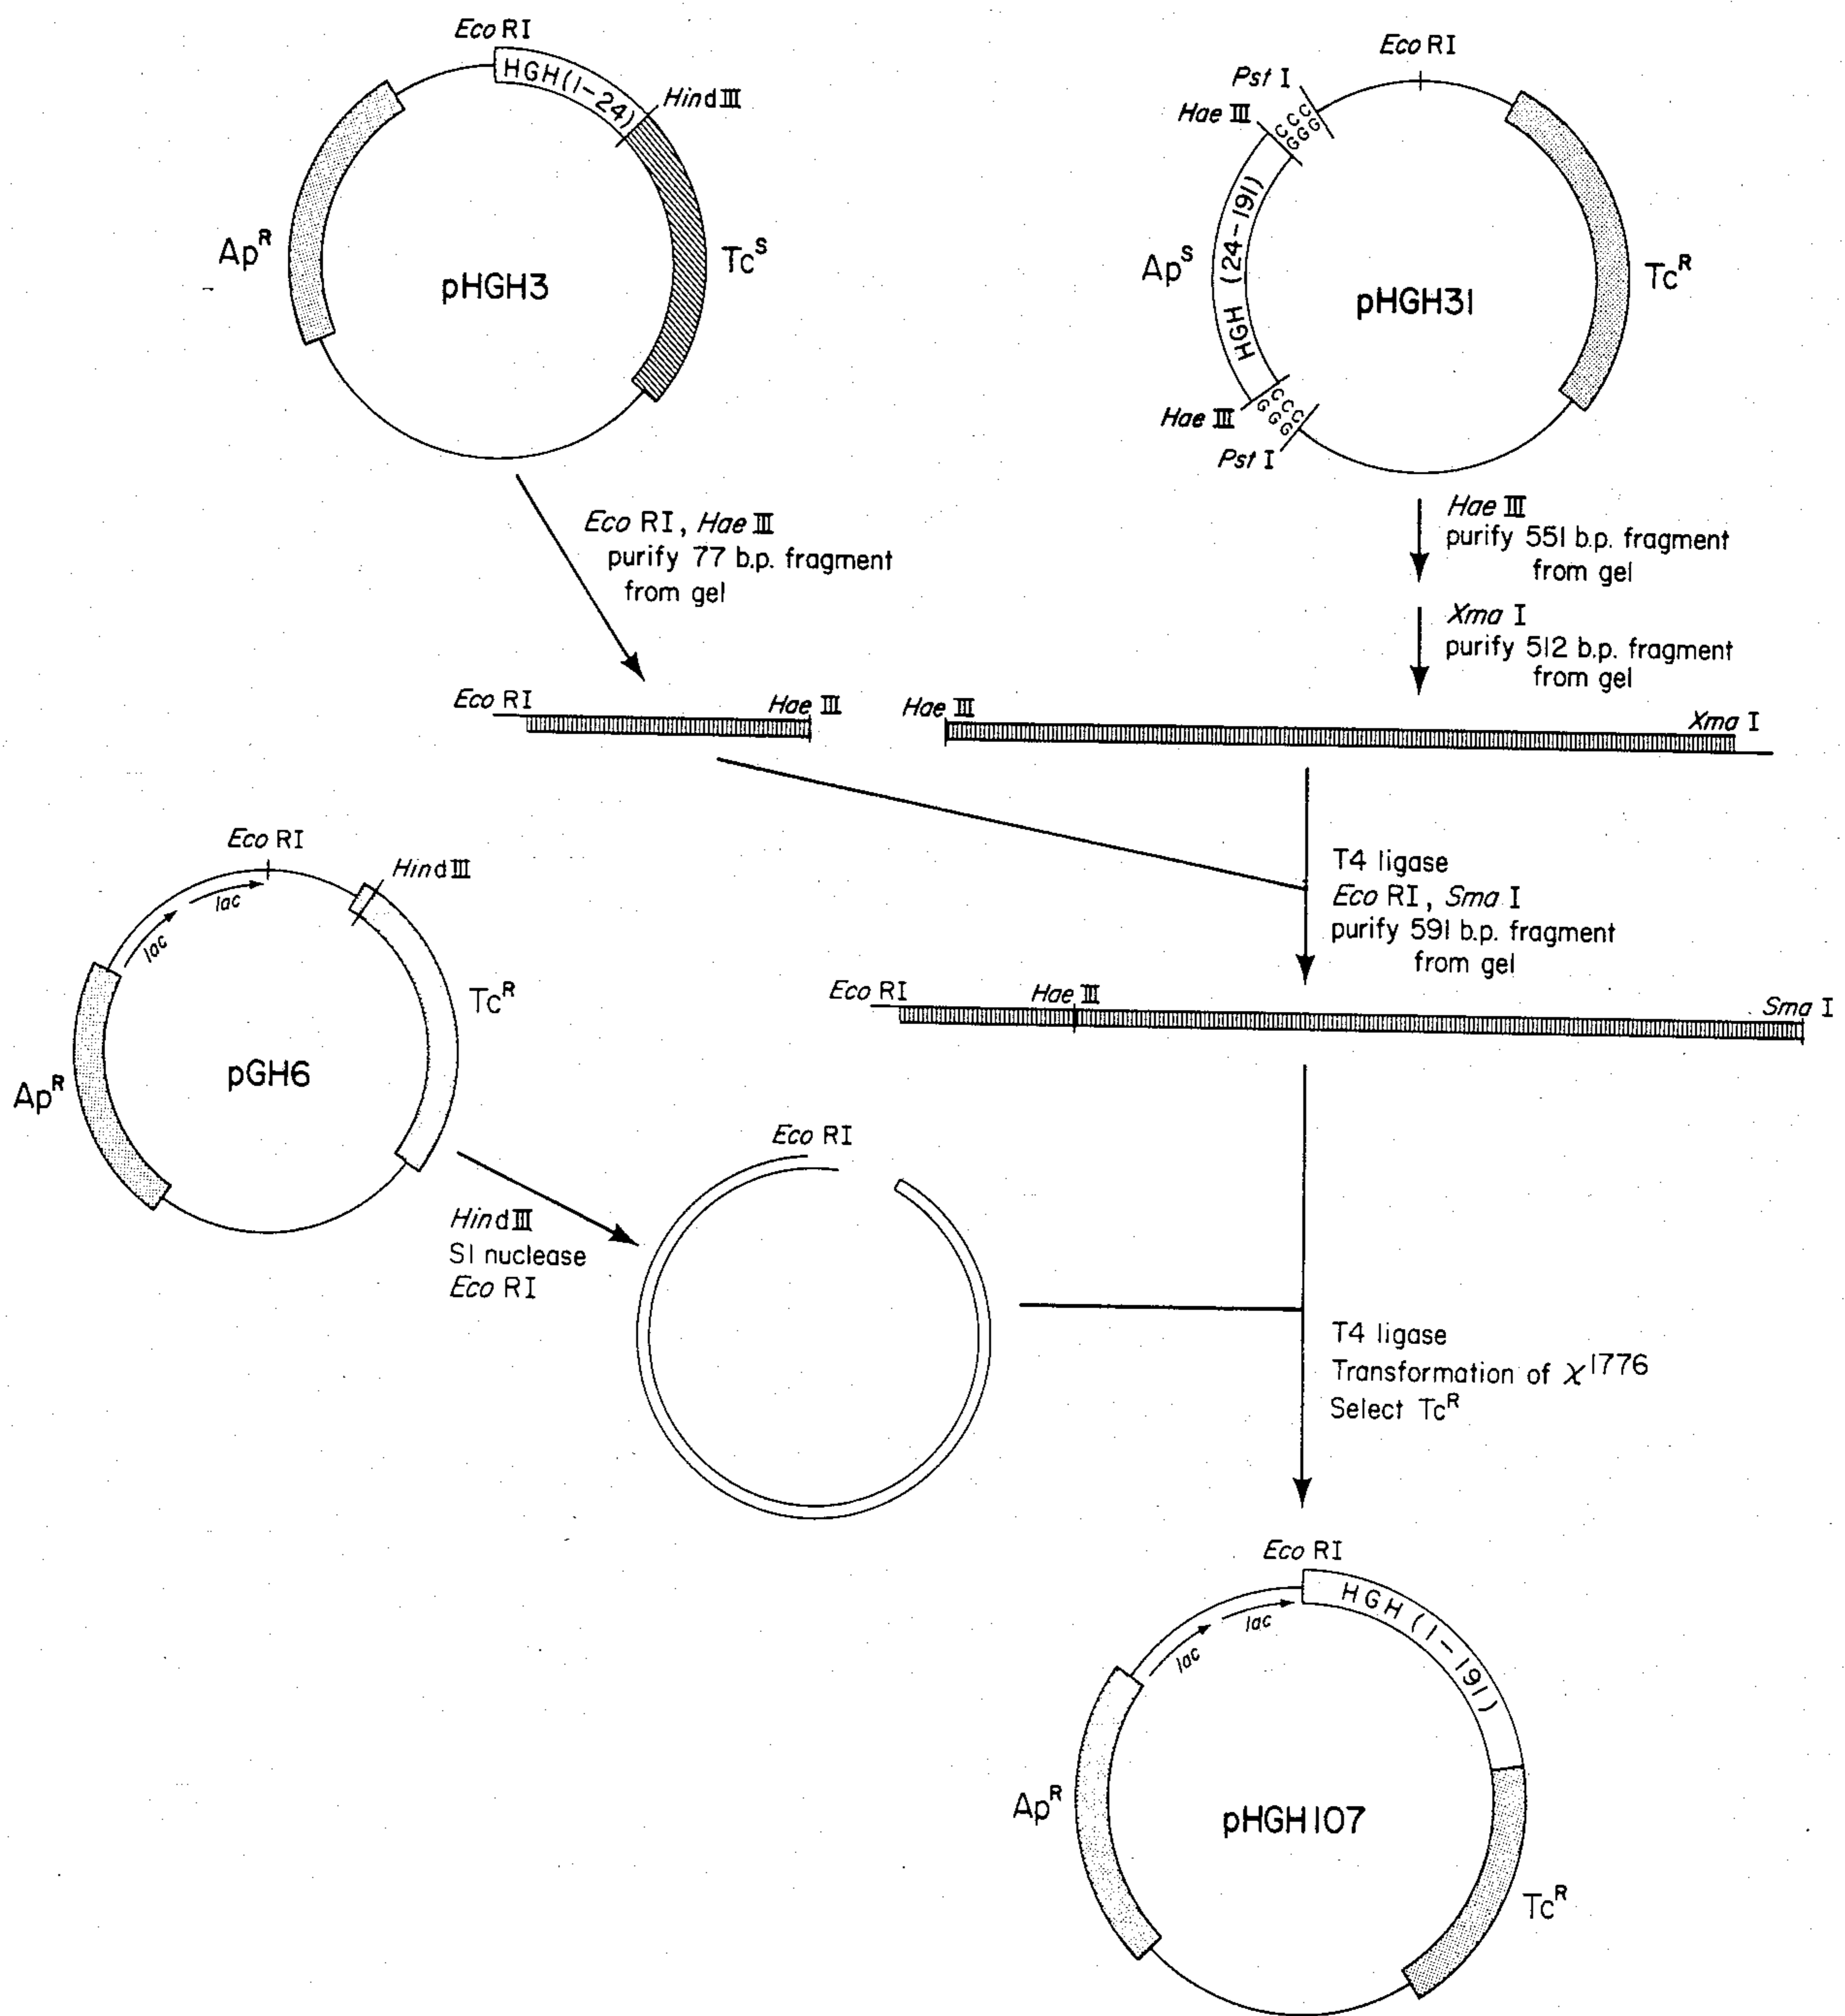 Eco RI
HGH(1-24)
Hind III
Ap^R
Tc^S
pHGH3
Eco RI
Pst I
Hae III
CCC
GGG
HGH (24-191)
Ap^S
Tc^R
pHGH31
Hae III
CCC
GGG
Pst I
Eco RI, Hae III
purify 77 b.p. fragment
from gel
Hae III
purify 551 b.p. fragment
from gel
Xma I
purify 512 b.p. fragment
from gel
Eco RI
Hae III
Hae III
Xma I
T4 ligase
Eco RI, Sma I
purify 591 b.p. fragment
from gel
Eco RI
Hind III
lac
lac
Tc^R
Ap^R
pGH6
Eco RI
Hae III
Sma I
Hind III
S1 nuclease
Eco RI
Eco RI
T4 ligase
Transformation of χ1776
Select Tc^R
Eco RI
HGH (1-191)
lac
lac
Ap^R
pHGH107
Tc^R